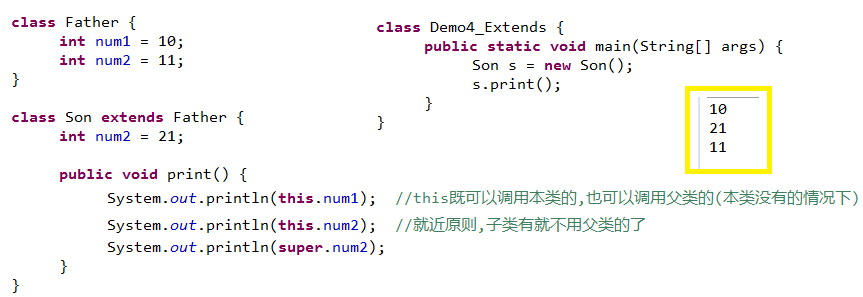 class Father {
int num1 = 10;
int num2 = 11;
}
class Son extends Father {
int num2 = 21;
public void print() {
System.out.println(this.num1); //this既可以调用本类的,也可以调用父类的(本类没有的情况下)
System.out.println(this.num2); //就近原则,子类有就不用父类的了
System.out.println(super.num2);
}
}
class Demo4_Extends {
public static void main(String[] args) {
Son s = new Son();
s.print();
}
}
10
21
11